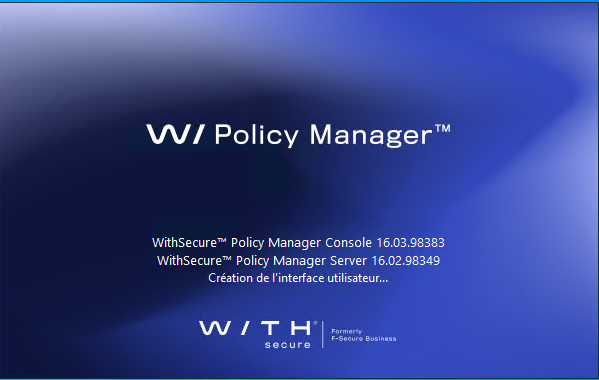 W/ Policy Manager™
WithSecure™ Policy Manager Console 16.03.98383
WithSecure™ Policy Manager Server 16.02.98349
Création de l'interface utilisateur...
W / T H®
secure
Formerly
F-Secure Business